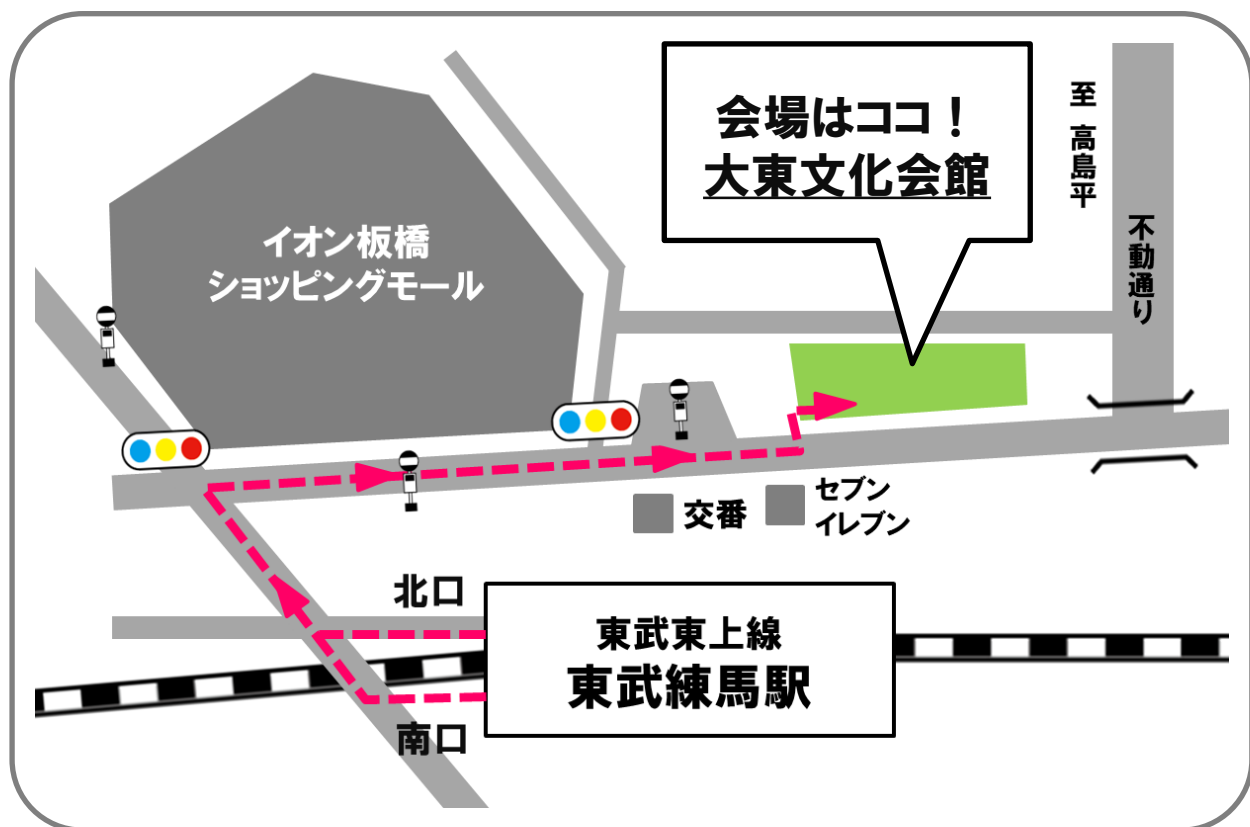 会場はココ！
大東文化会館
至 高島平
不動通り
イオン板橋
ショッピングモール
交番
セブン
イレブン
北口
東武東上線
東武練馬駅
南口